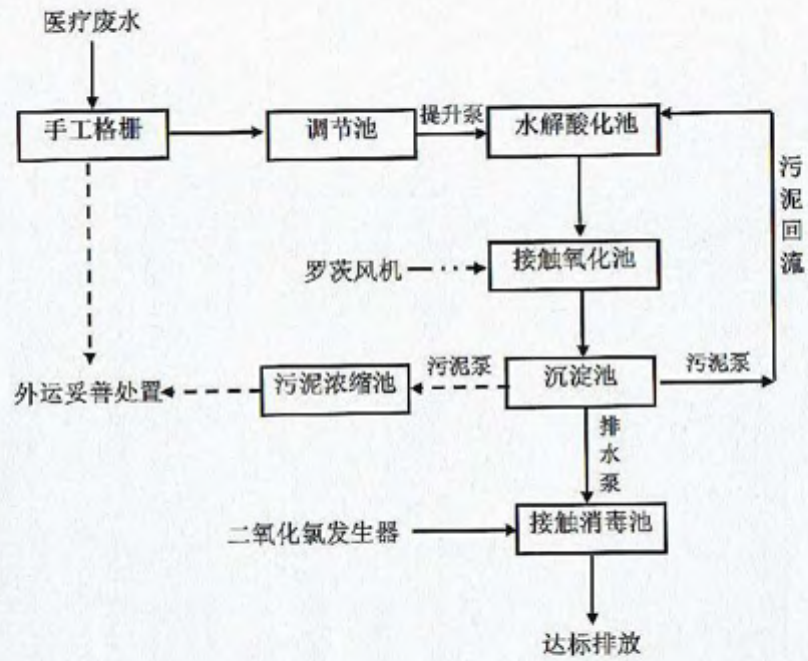 医疗废水
手工格栅
调节池
提升泵
水解酸化池
污泥回流
罗茨风机
接触氧化池
外运妥善处置
污泥浓缩池
污泥泵
沉淀池
污泥泵
排水泵
二氧化氯发生器
接触消毒池
达标排放